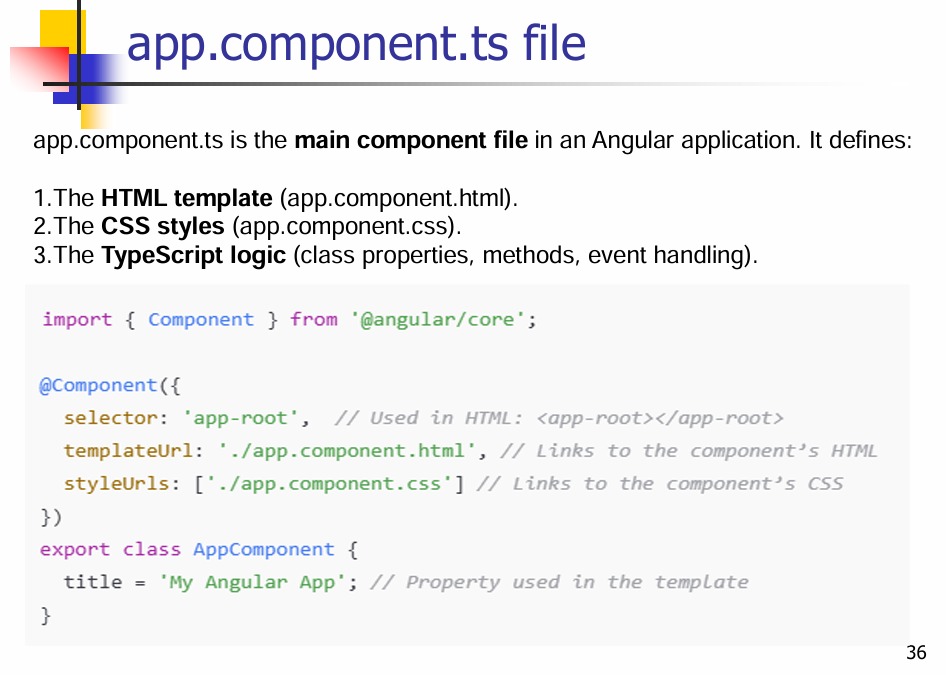 app.component.ts file
app.component.ts is the main component file in an Angular application. It defines:
1.The HTML template (app.component.html).
2.The CSS styles (app.component.css).
3.The TypeScript logic (class properties, methods, event handling).
import { Component } from '@angular/core';
@Component({
  selector: 'app-root',  // Used in HTML: <app-root></app-root>
  templateUrl: './app.component.html', // Links to the component’s HTML
  styleUrls: ['./app.component.css'] // Links to the component’s CSS
})
export class AppComponent {
  title = 'My Angular App'; // Property used in the template
}
36